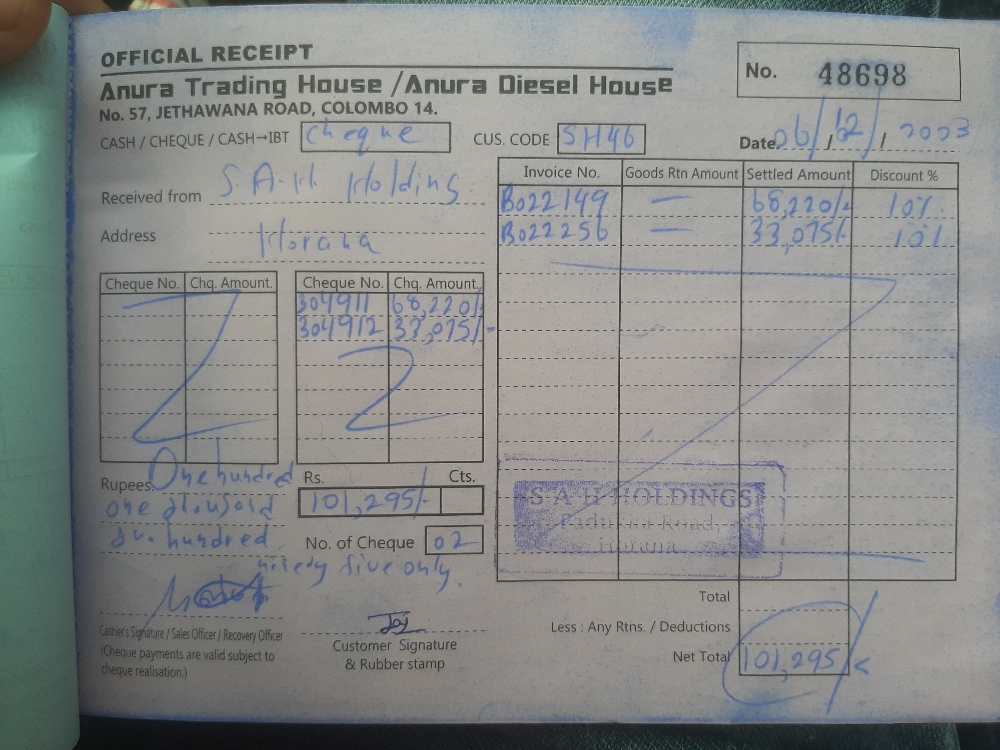 OFFICIAL RECEIPT
Anura Trading House / Anura Diesel House
No. 57, JETHAWANA ROAD, COLOMBO 14.
No. 48698
CASH / CHEQUE / CASH→IBT Cheque
CUS. CODE SH46
Date 06/12/2023
Received from S.A.H Holding
Address Horana
Invoice No. Goods Rtn Amount Settled Amount Discount %
B022149 — 68,220/- 10%
B022256 — 33,075/- 10%
Cheque No. Chq. Amount. Cheque No. Chq. Amount.
304911 68,220/-
304912 33,075/-
Rupees. One hundred
one thousand
two hundred
ninety five only.
Rs. Cts.
101,295/-
No. of Cheque 02
S A H HOLDINGS
Padukka Road,
Horana
Cashier's Signature / Sales Officer / Recovery Officer
(Cheque payments are valid subject to
cheque realisation.)
Customer Signature
& Rubber stamp
Total
Less : Any Rtns. / Deductions
Net Total 101,295/-